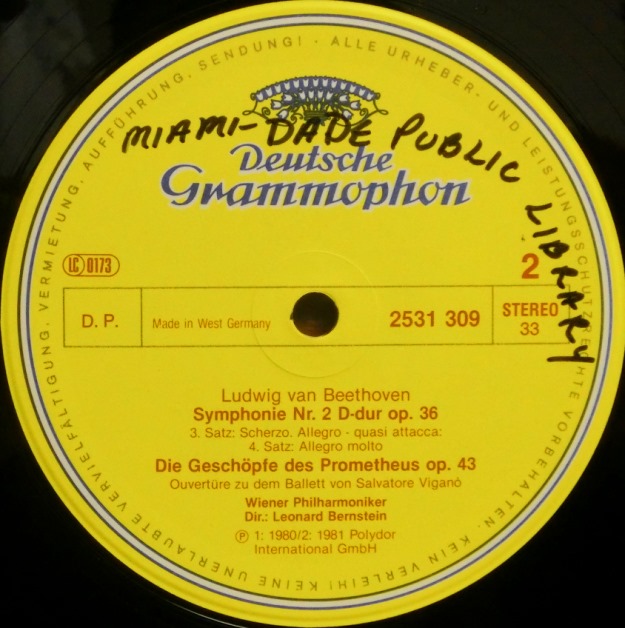 MIAMI-DADE PUBLIC LIBRARY
Deutsche
Grammophon
LC 0173
2
D. P.
Made in West Germany
2531 309
STEREO
33
Ludwig van Beethoven
Symphonie Nr. 2 D-dur op. 36
3. Satz: Scherzo. Allegro - quasi attacca:
4. Satz: Allegro molto
Die Geschöpfe des Prometheus op. 43
Ouvertüre zu dem Ballett von Salvatore Viganò
Wiener Philharmoniker
Dir.: Leonard Bernstein
Ⓟ 1: 1980/2: 1981 Polydor
International GmbH
ALLE URHEBER- UND LEISTUNGSSCHUTZRECHTE VORBEHALTEN. KEIN VERLEIH! KEINE UNERLAUBTE VERVIELFÄLTIGUNG, VERMIETUNG, AUFFÜHRUNG, SENDUNG! ·